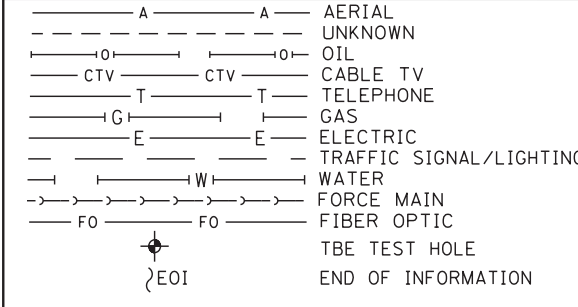 A A AERIAL
UNKNOWN
O O OIL
CTV CTV CABLE TV
T T TELEPHONE
G GAS
E E ELECTRIC
TRAFFIC SIGNAL/LIGHTING
W WATER
FORCE MAIN
FO FO FIBER OPTIC
TBE TEST HOLE
EOI END OF INFORMATION